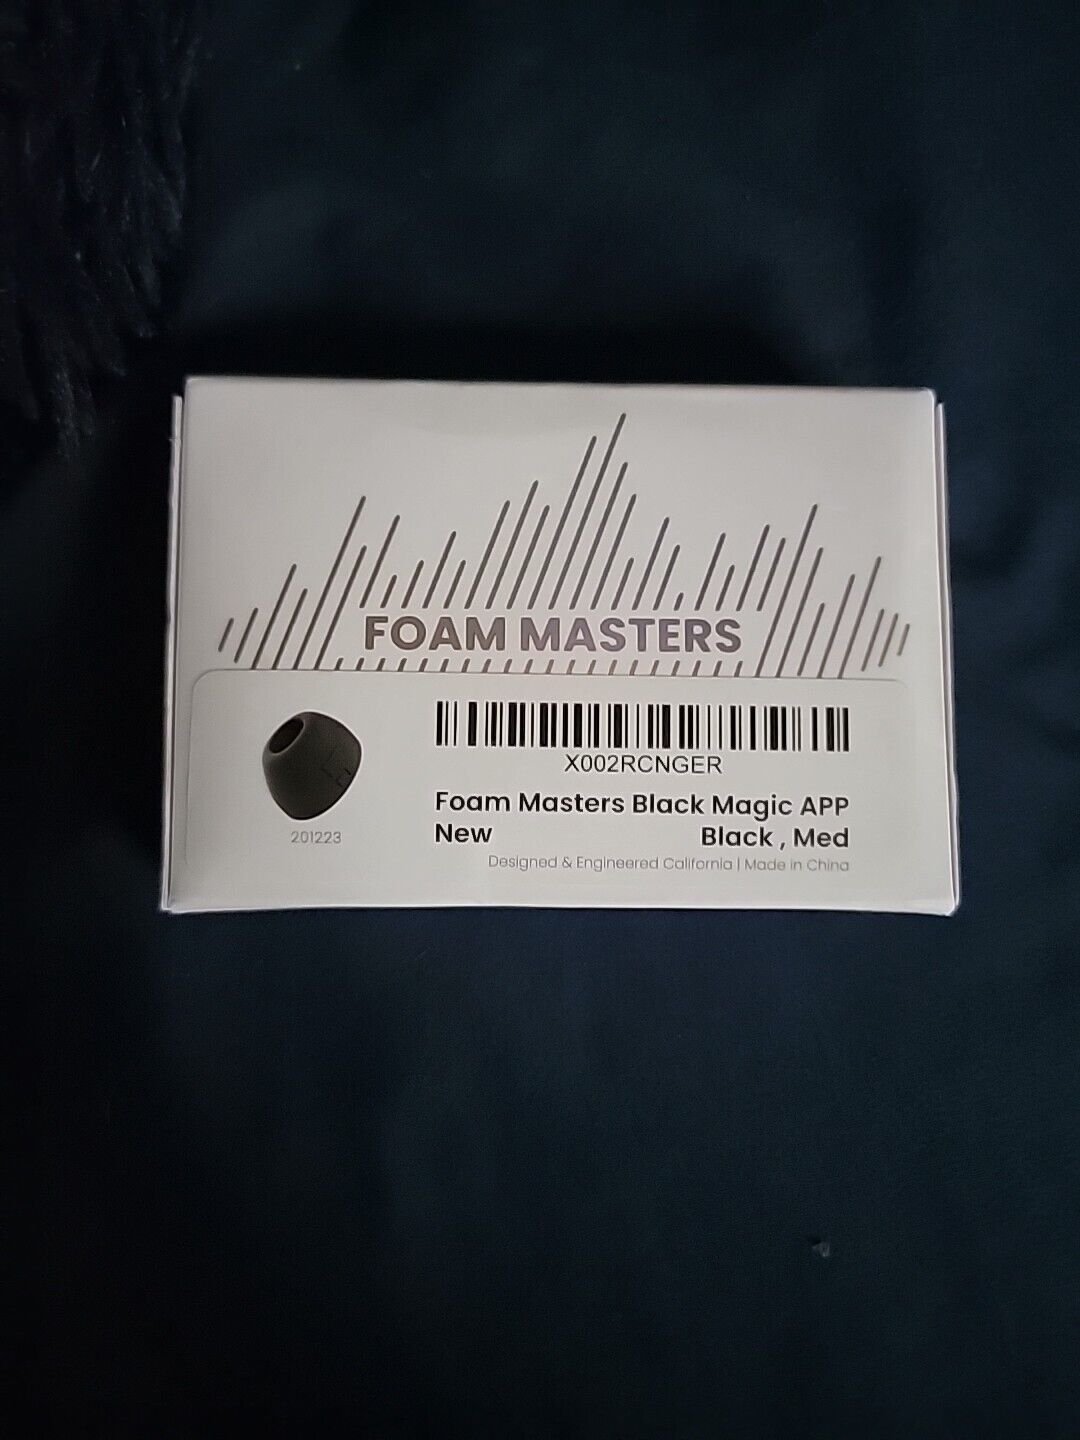 FOAM MASTERS
X002RCNGER
Foam Masters Black Magic APP
New Black , Med
201223
Designed & Engineered California | Made in China